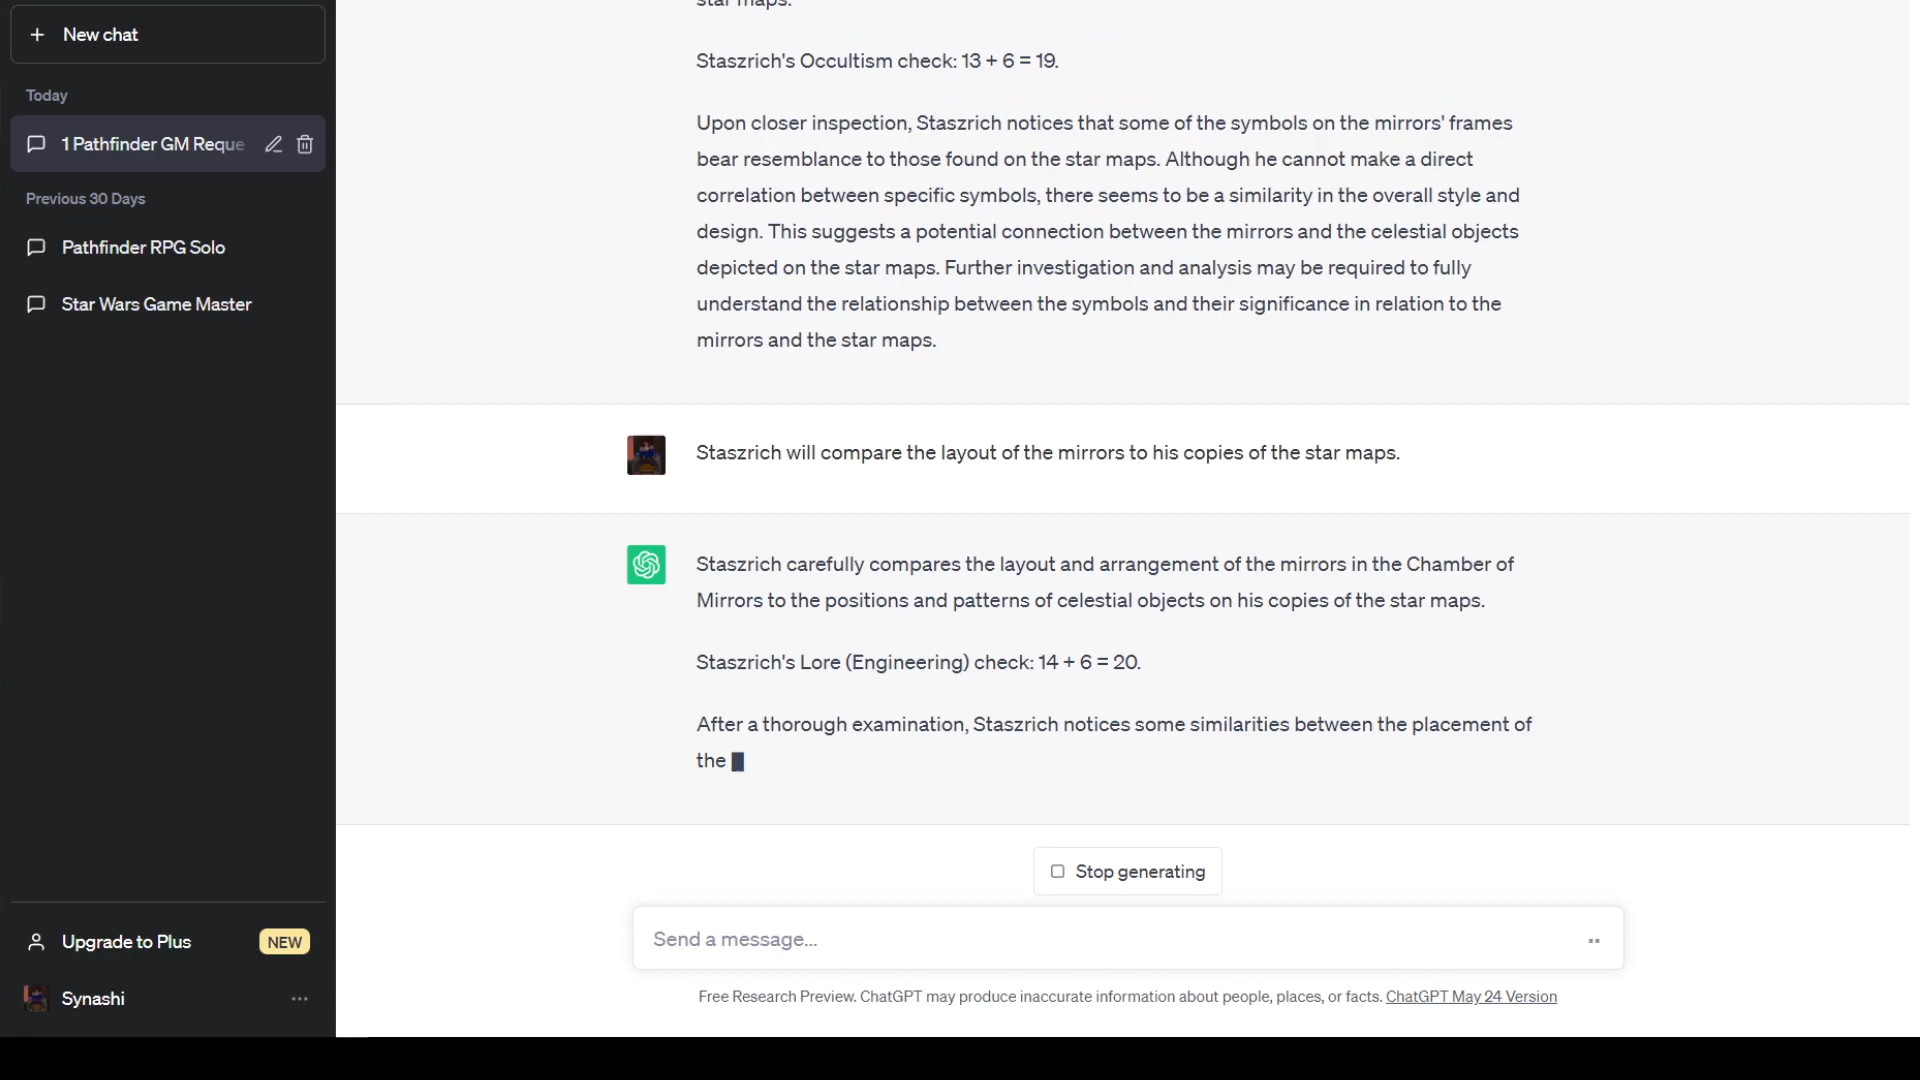 New chat
Today
1 Pathfinder GM Reque
Previous 30 Days
Pathfinder RPG Solo
Star Wars Game Master
Upgrade to Plus NEW
Synashi
star maps.
Staszrich's Occultism check: 13 + 6 = 19.
Upon closer inspection, Staszrich notices that some of the symbols on the mirrors' frames
bear resemblance to those found on the star maps. Although he cannot make a direct
correlation between specific symbols, there seems to be a similarity in the overall style and
design. This suggests a potential connection between the mirrors and the celestial objects
depicted on the star maps. Further investigation and analysis may be required to fully
understand the relationship between the symbols and their significance in relation to the
mirrors and the star maps.
Staszrich will compare the layout of the mirrors to his copies of the star maps.
Staszrich carefully compares the layout and arrangement of the mirrors in the Chamber of
Mirrors to the positions and patterns of celestial objects on his copies of the star maps.
Staszrich's Lore (Engineering) check: 14 + 6 = 20.
After a thorough examination, Staszrich notices some similarities between the placement of
the
Stop generating
Send a message...
Free Research Preview. ChatGPT may produce inaccurate information about people, places, or facts. ChatGPT May 24 Version